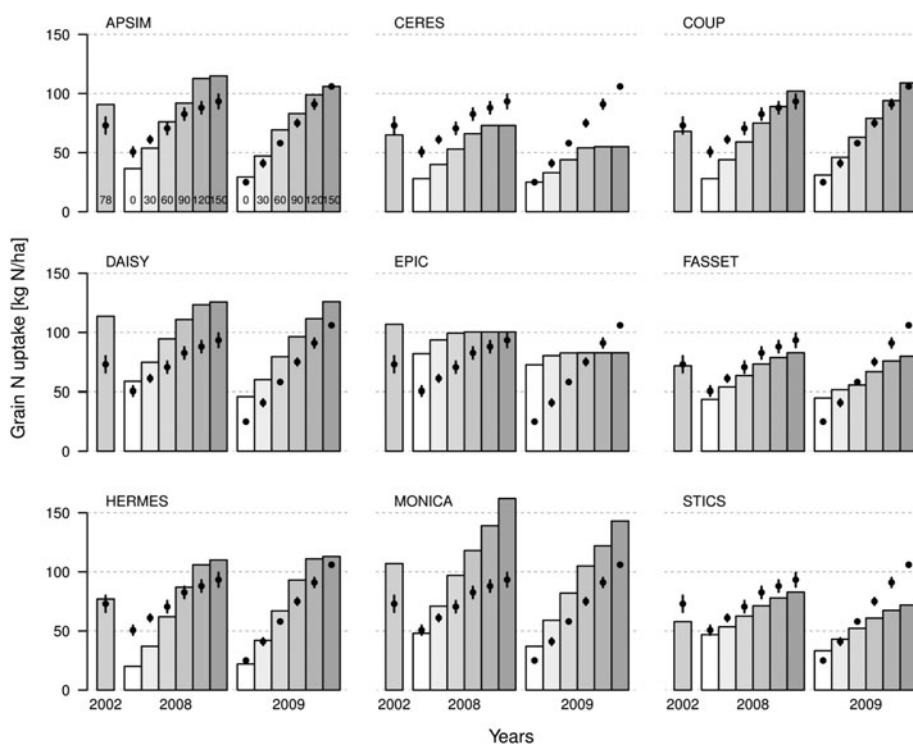 APSIM CERES COUP
150
100
50
0
78 0 30 60 90 120 150 0 30 60 90 120 150
DAISY EPIC FASSET
150
100
50
0
Grain N uptake [kg N/ha]
HERMES MONICA STICS
150
100
50
0
2002 2008 2009 2002 2008 2009 2002 2008 2009
Years